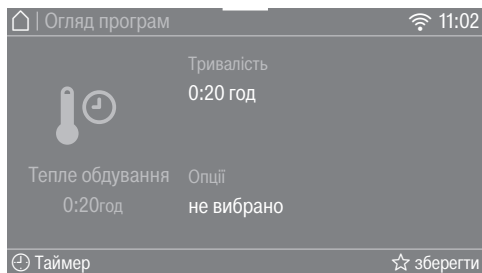 | Огляд програм
11:02
Тривалість
0:20 год
Тепле обдування
0:20год
Опції
не вибрано
Таймер
зберегти